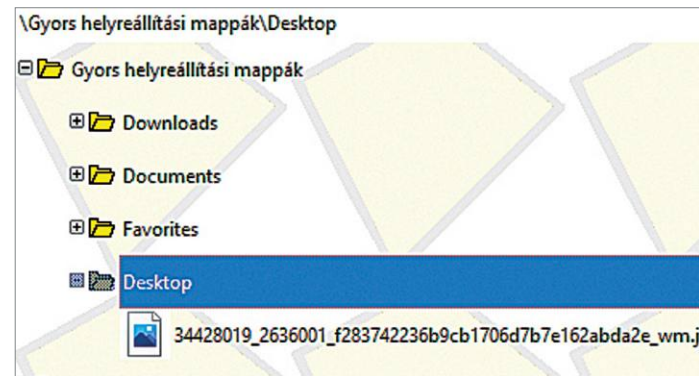 \Gyors helyreállítási mappák\Desktop
Gyors helyreállítási mappák
Downloads
Documents
Favorites
Desktop
34428019_2636001_f283742236b9cb1706d7b7e162abda2e_wm.j